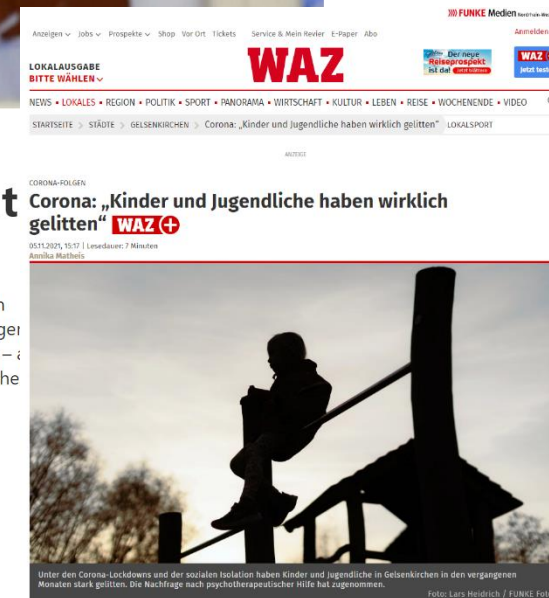 FUNKE Medien
Anzeigen Jobs Prospekte Shop Vor Ort Tickets Service & Mein Revier E-Paper Abo
Anmelden
LOKALAUSGABE
BITTE WÄHLEN
WAZ
Der neue
Reiseprospekt
ist da!
WAZ
Jetzt
NEWS LOKALES REGION POLITIK SPORT PANORAMA WIRTSCHAFT KULTUR LEBEN REISE WOCHENENDE VIDEO
STARTSEITE > STÄDTE > GELSENKIRCHEN > Corona: „Kinder und Jugendliche haben wirklich gelitten“ LOKALSPORT
ANZEIGE
CORONA-FOLGEN
t
Corona: „Kinder und Jugendliche haben wirklich
gelitten“ WAZ +
05.11.2021, 15:17 | Lesedauer: 7 Minuten
Annika Matheis
Unter den Corona-Lockdowns und der sozialen Isolation haben Kinder und Jugendliche in Gelsenkirchen in den vergangenen
Monaten stark gelitten. Die Nachfrage nach psychotherapeutischer Hilfe hat zugenommen.
Foto: Lars Heidrich / FUNKE